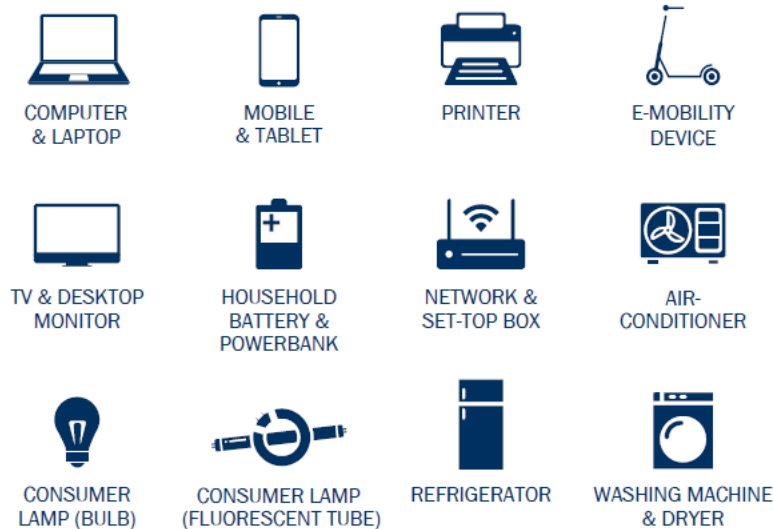 COMPUTER
& LAPTOP
MOBILE
& TABLET
PRINTER
E-MOBILITY
DEVICE
TV & DESKTOP
MONITOR
HOUSEHOLD
BATTERY &
POWERBANK
NETWORK &
SET-TOP BOX
AIR-
CONDITIONER
CONSUMER
LAMP (BULB)
CONSUMER LAMP
(FLUORESCENT TUBE)
REFRIGERATOR
WASHING MACHINE
& DRYER